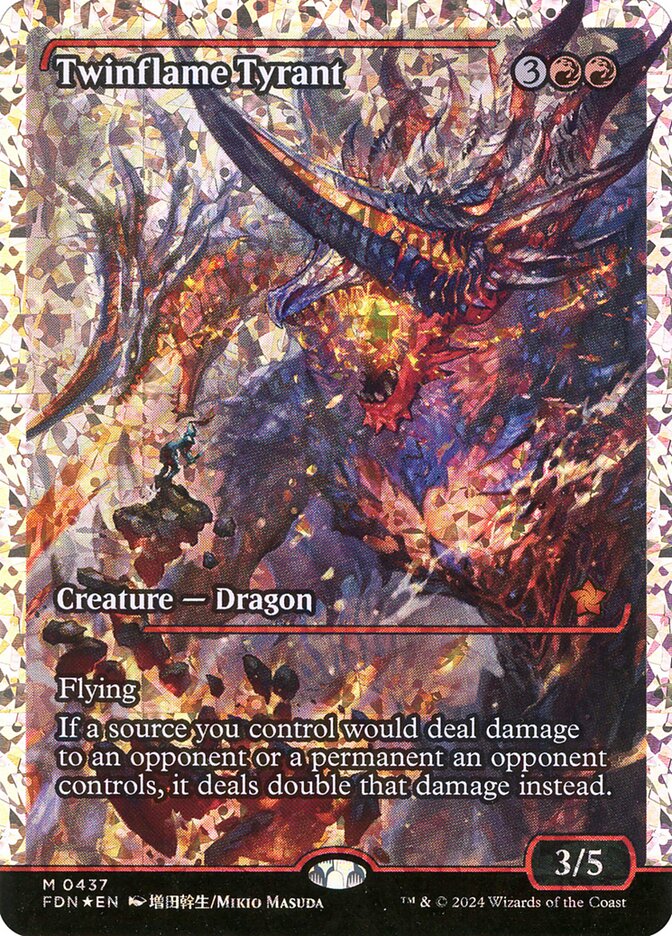 Twinflame Tyrant 3
Creature — Dragon
Flying
If a source you control would deal damage
to an opponent or a permanent an opponent
controls, it deals double that damage instead.
3/5
M 0437
FDN★EN 増田幹生/Mikio Masuda ™ & © 2024 Wizards of the Coast